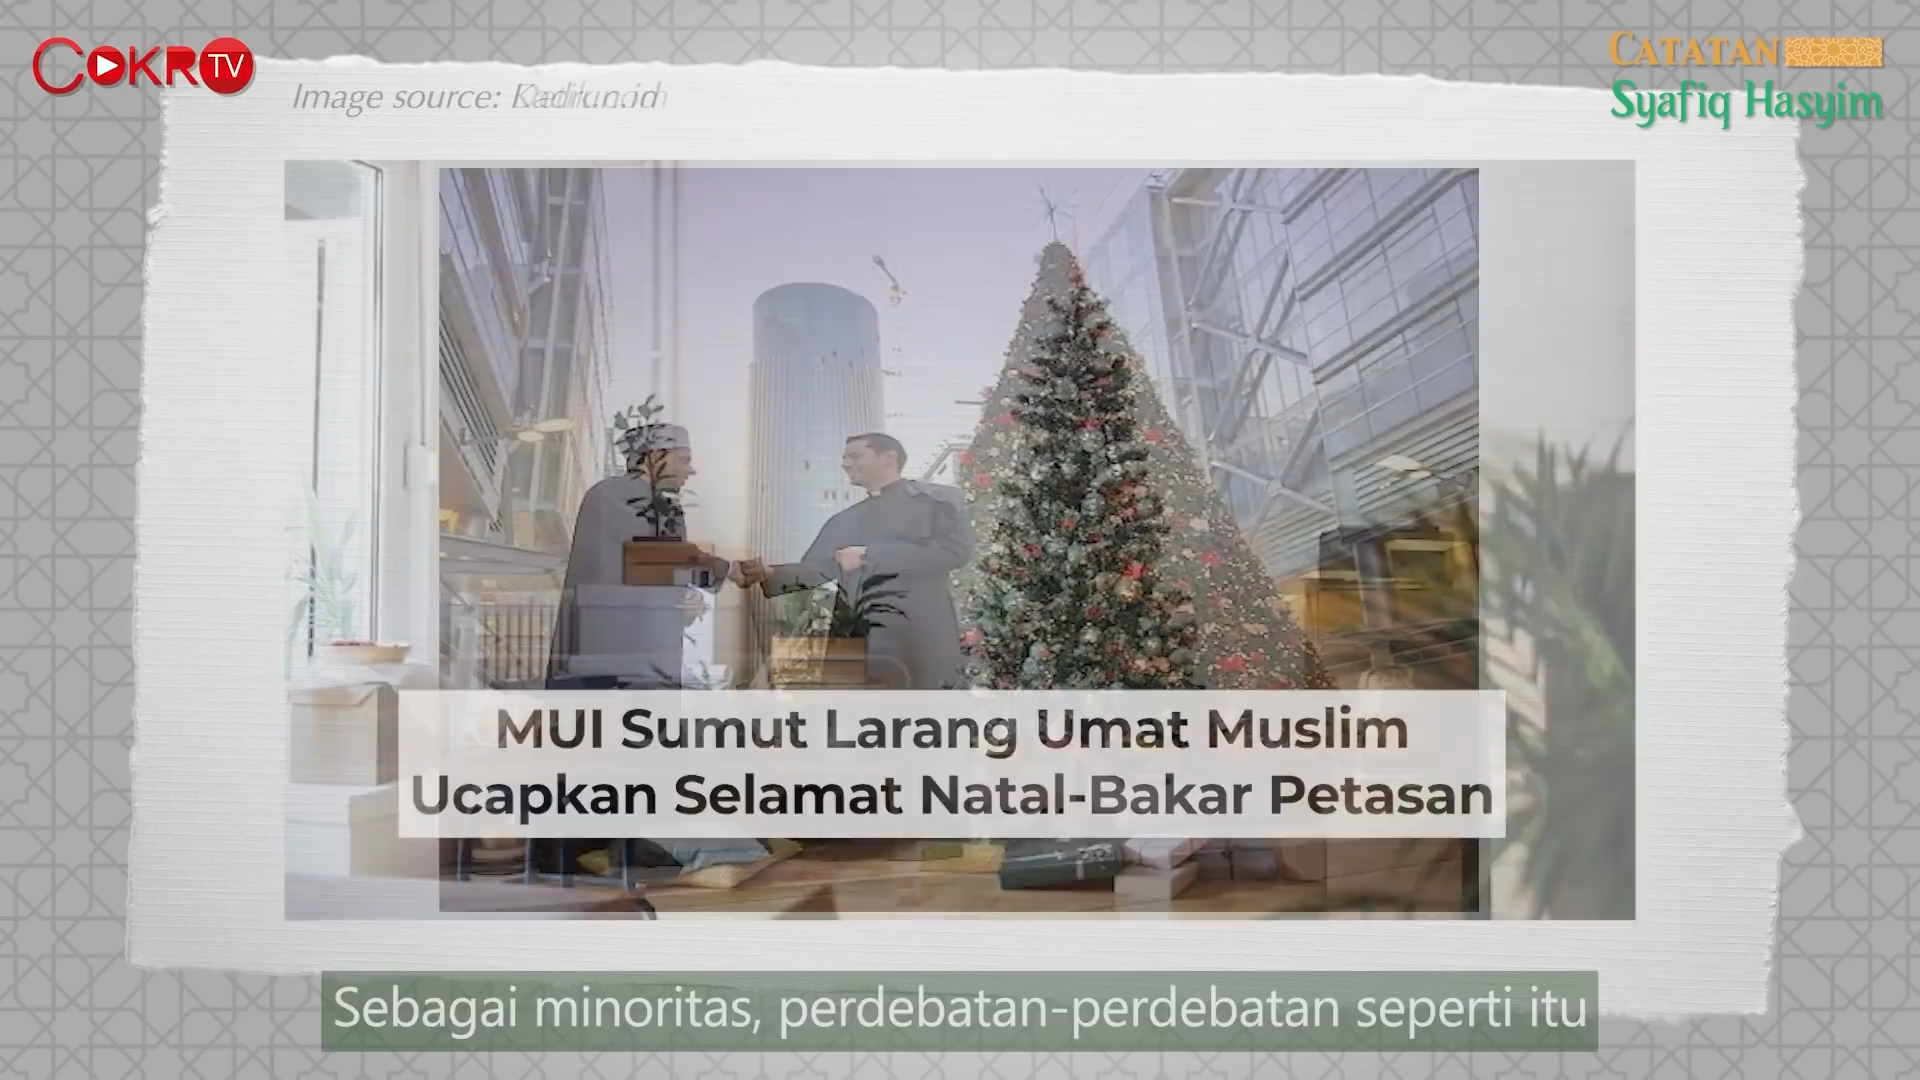 COKRO TV
CATATAN
Syafiq Hasyim
Image source:
MUI Sumut Larang Umat Muslim
Ucapkan Selamat Natal-Bakar Petasan
Sebagai minoritas, perdebatan-perdebatan seperti itu